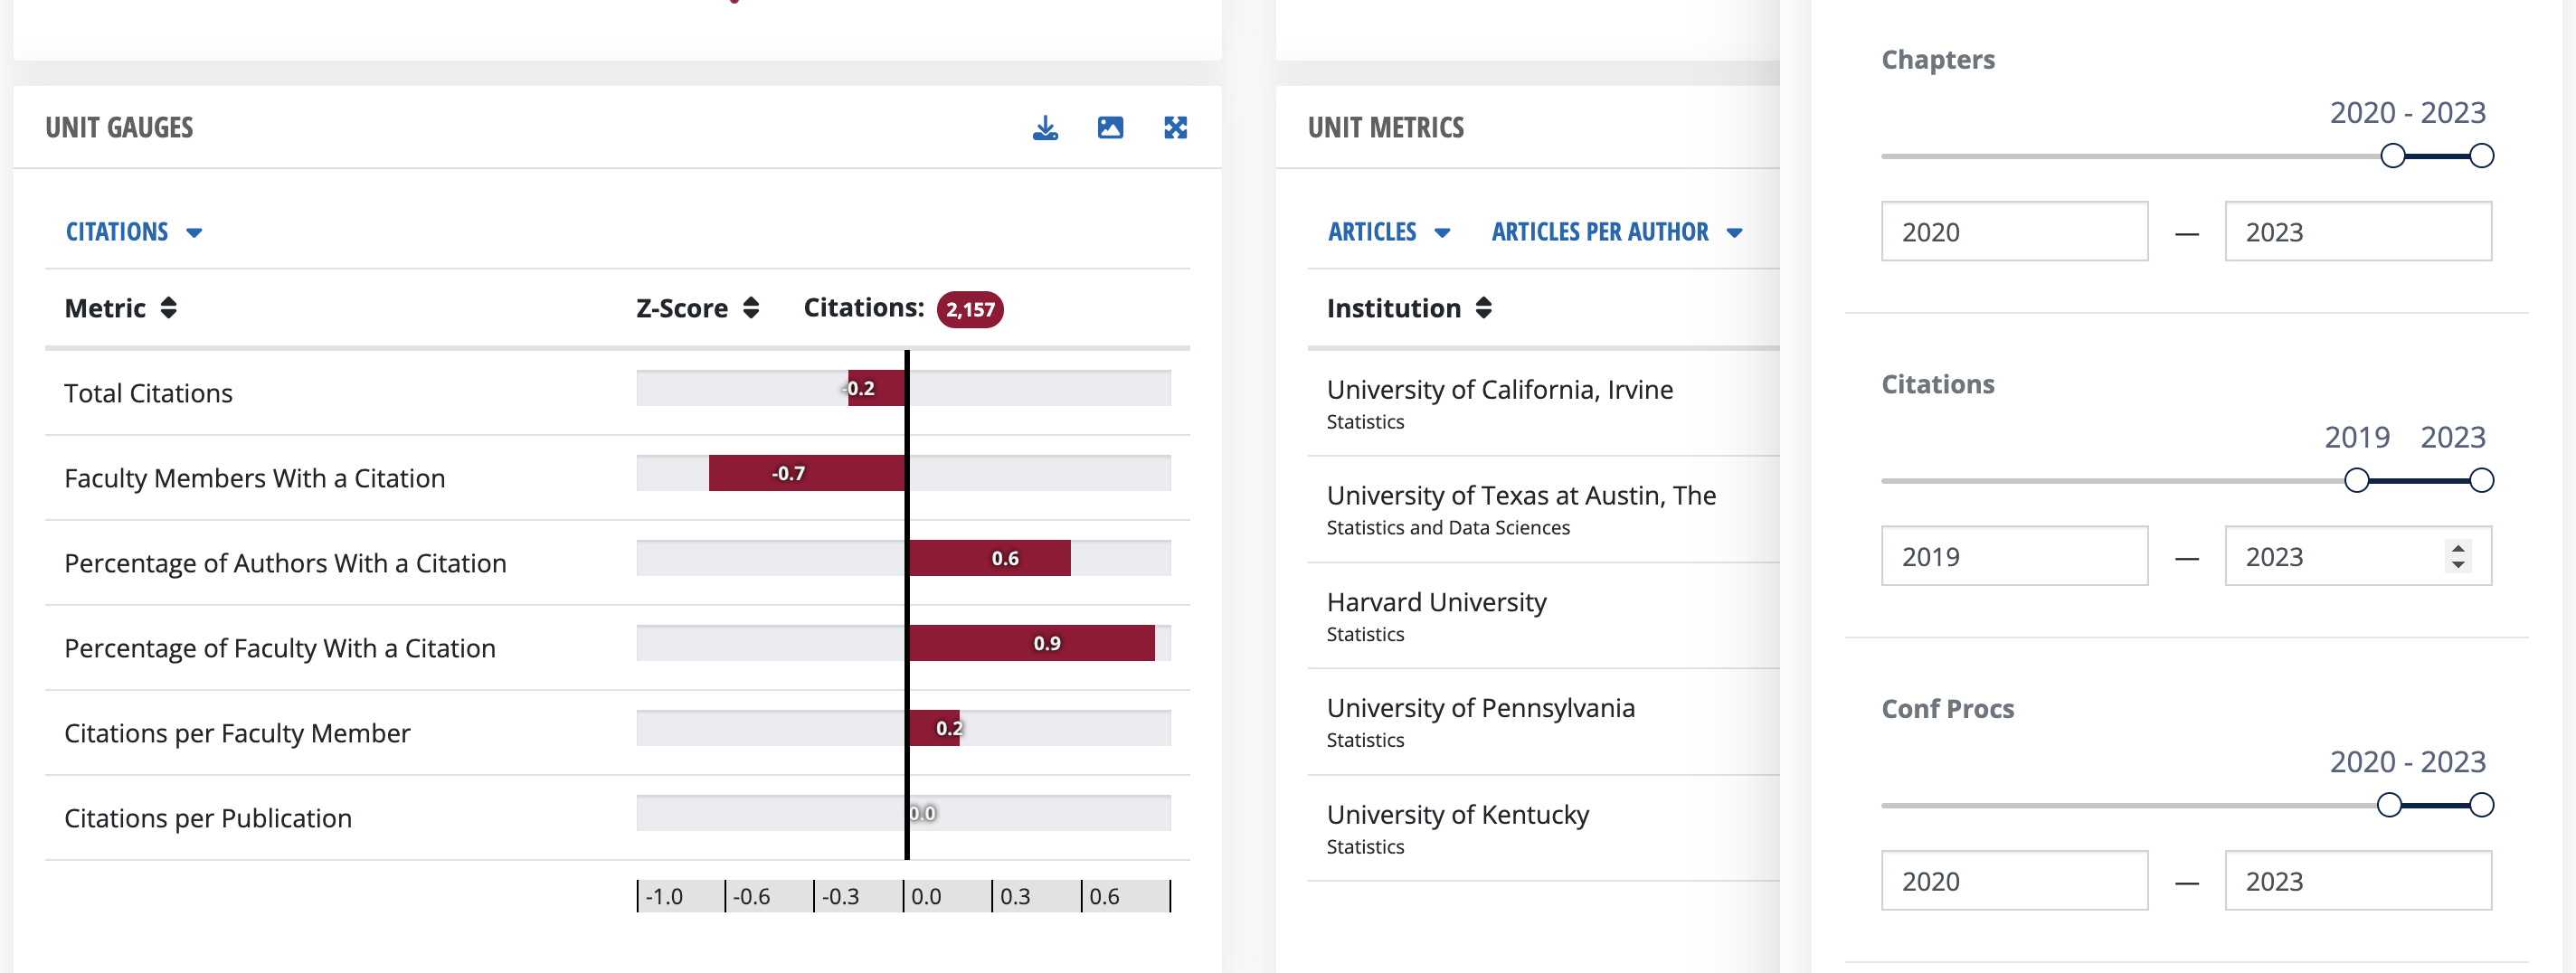 UNIT GAUGES
CITATIONS
Metric Z-Score Citations: 2,157
Total Citations -0.2
Faculty Members With a Citation -0.7
Percentage of Authors With a Citation 0.6
Percentage of Faculty With a Citation 0.9
Citations per Faculty Member 0.2
Citations per Publication 0.0
-1.0 -0.6 -0.3 0.0 0.3 0.6
UNIT METRICS
ARTICLES ARTICLES PER AUTHOR
Institution
University of California, Irvine
Statistics
University of Texas at Austin, The
Statistics and Data Sciences
Harvard University
Statistics
University of Pennsylvania
Statistics
University of Kentucky
Statistics
Chapters
2020 - 2023
2020 — 2023
Citations
2019 2023
2019 — 2023
Conf Procs
2020 - 2023
2020 — 2023